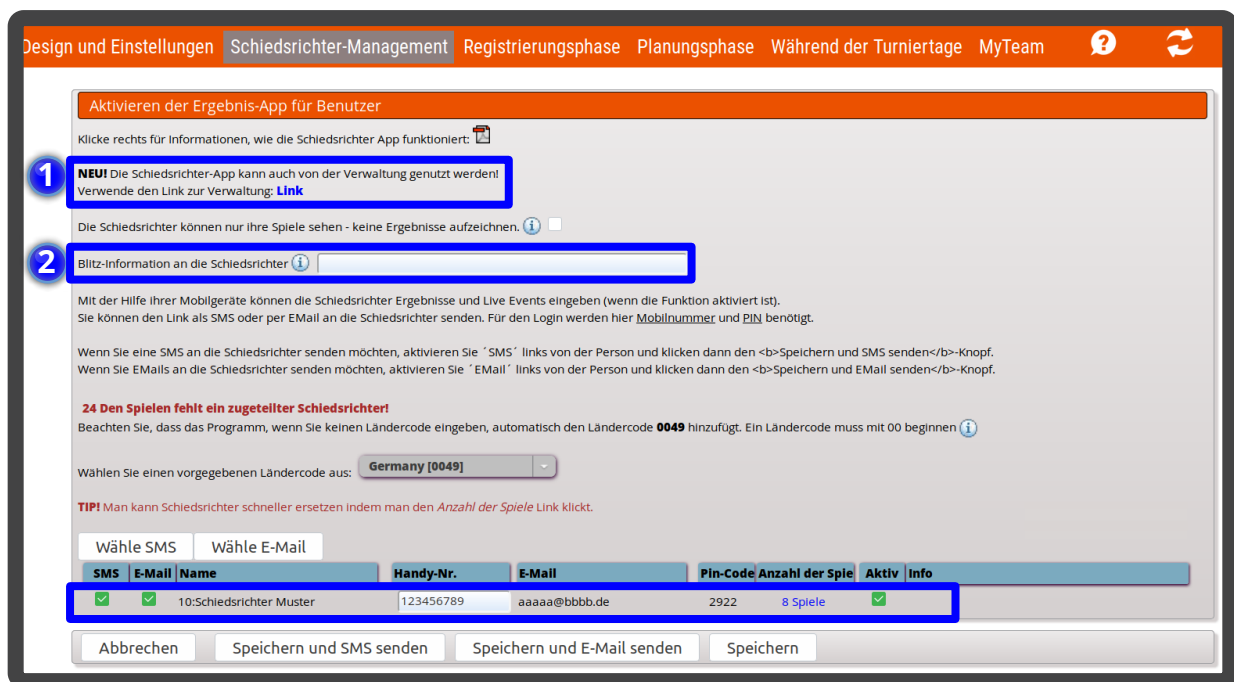 Design und Einstellungen Schiedsrichter-Management Registrierungsphase Planungsphase Während der Turniertage MyTeam ?
Aktivieren der Ergebnis-App für Benutzer
Klicke rechts für Informationen, wie die Schiedsrichter App funktioniert:
1
NEU! Die Schiedsrichter-App kann auch von der Verwaltung genutzt werden!
Verwende den Link zur Verwaltung: Link
Die Schiedsrichter können nur ihre Spiele sehen - keine Ergebnisse aufzeichnen. i
2
Blitz-Information an die Schiedsrichter i
Mit der Hilfe ihrer Mobilgeräte können die Schiedsrichter Ergebnisse und Live Events eingeben (wenn die Funktion aktiviert ist).
Sie können den Link als SMS oder per EMail an die Schiedsrichter senden. Für den Login werden hier Mobilnummer und PIN benötigt.
Wenn Sie eine SMS an die Schiedsrichter senden möchten, aktivieren Sie ´SMS´ links von der Person und klicken dann den <b>Speichern und SMS senden</b>-Knopf.
Wenn Sie EMails an die Schiedsrichter senden möchten, aktivieren Sie ´EMail´ links von der Person und klicken dann den <b>Speichern und EMail senden</b>-Knopf.
24 Den Spielen fehlt ein zugeteilter Schiedsrichter!
Beachten Sie, dass das Programm, wenn Sie keinen Ländercode eingeben, automatisch den Ländercode 0049 hinzufügt. Ein Ländercode muss mit 00 beginnen i
Wählen Sie einen vorgegebenen Ländercode aus: Germany [0049]
TIP! Man kann Schiedsrichter schneller ersetzen indem man den Anzahl der Spiele Link klickt.
Wähle SMS Wähle E-Mail
SMS E-Mail Name Handy-Nr. E-Mail Pin-Code Anzahl der Spie Aktiv Info
10:Schiedsrichter Muster 123456789 aaaaa@bbbb.de 2922 8 Spiele
Abbrechen Speichern und SMS senden Speichern und E-Mail senden Speichern